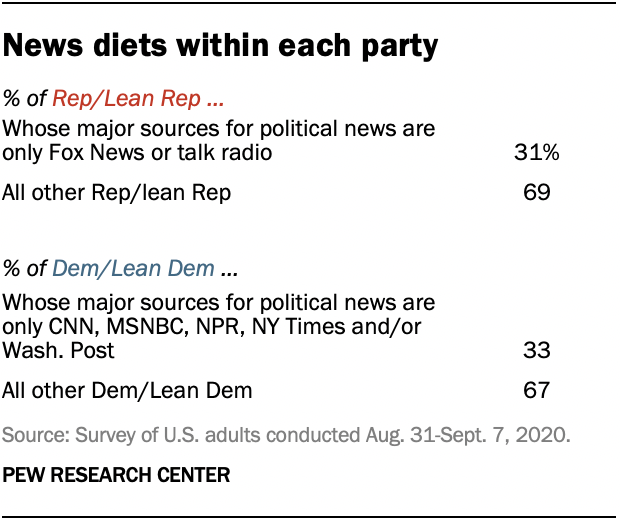 News diets within each party
% of Rep/Lean Rep ...
Whose major sources for political news are
only Fox News or talk radio 31%
All other Rep/lean Rep 69
% of Dem/Lean Dem ...
Whose major sources for political news are
only CNN, MSNBC, NPR, NY Times and/or
Wash. Post 33
All other Dem/Lean Dem 67
Source: Survey of U.S. adults conducted Aug. 31-Sept. 7, 2020.
PEW RESEARCH CENTER